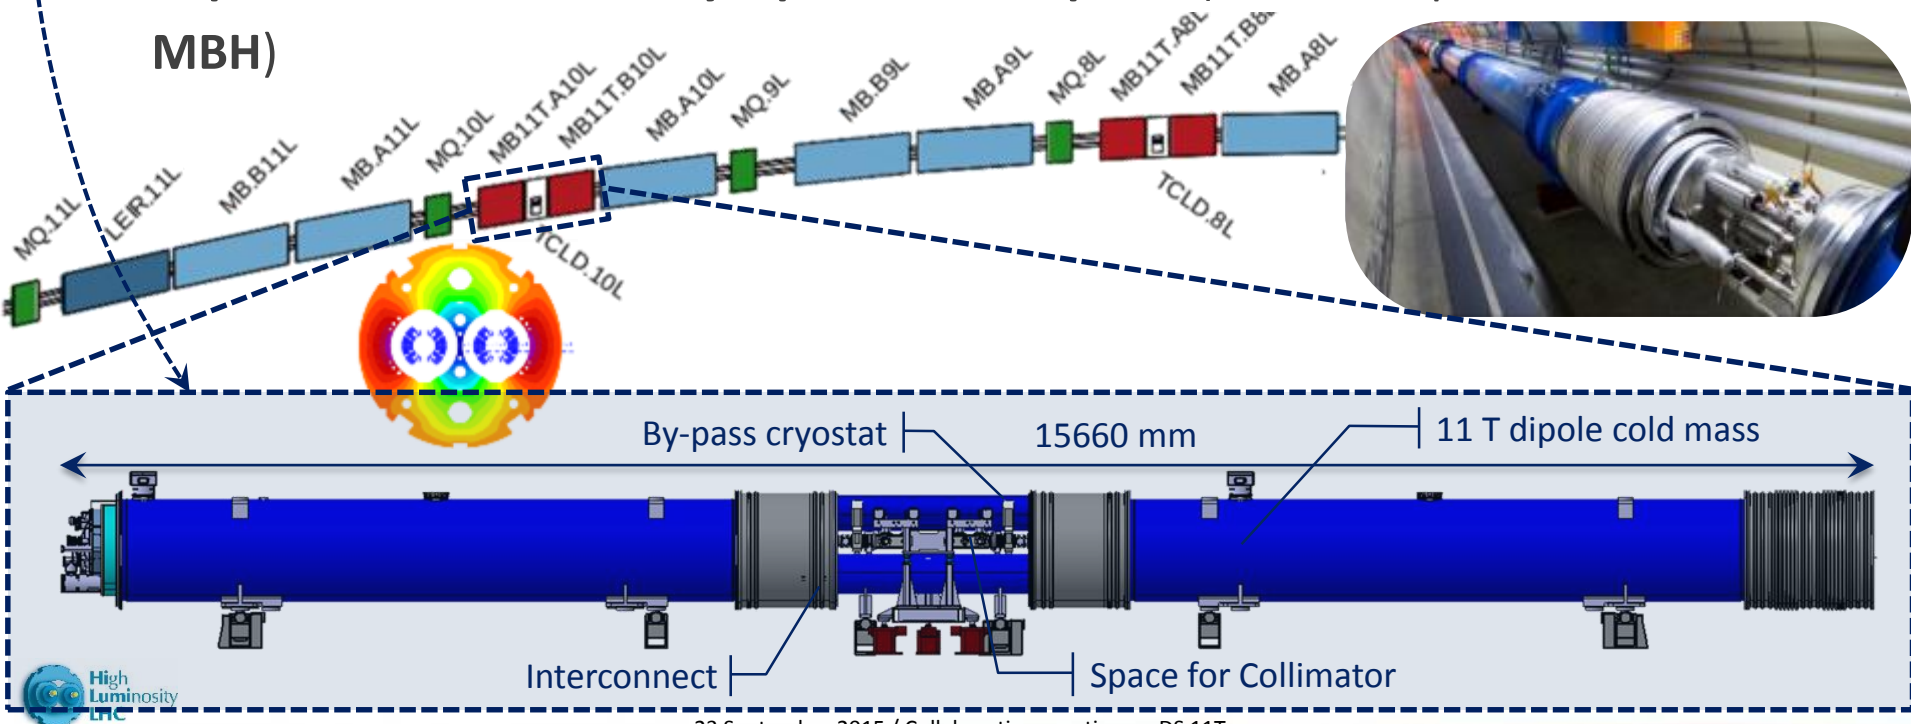 MBH)
MQ.11L
LEIR.11L
MB.B11L
MB.A11L
MQ.10L
MB11T.A10L
MB11T.B10L
MB.A10L
MQ.9L
MB.B9L
MB.A9L
MQ.8L
MB11T.A8L
MB11T.B8L
MB.A8L
TCLD.10L
TCLD.8L
By-pass cryostat
15660 mm
11 T dipole cold mass
Interconnect
Space for Collimator
High
Luminosity
LHC